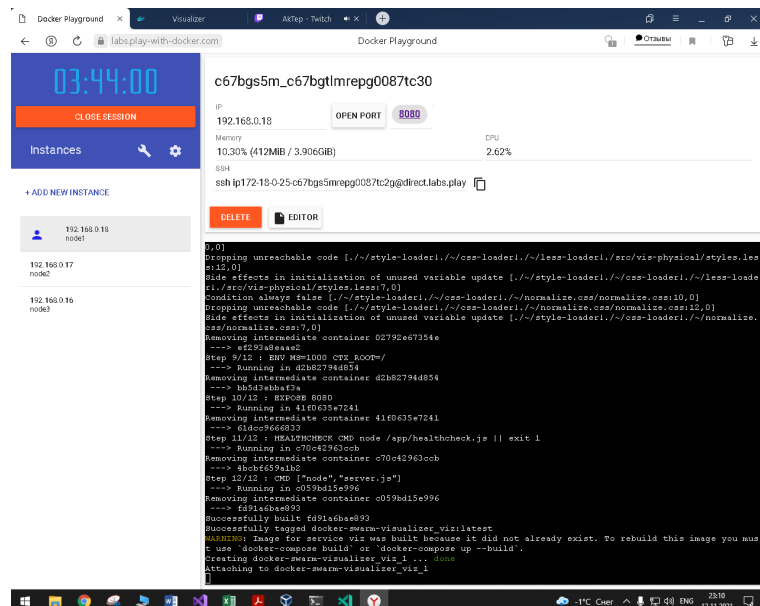 Docker Playground
Visualizer
AkTep - Twitch
labs.play-with-docker.com
Docker Playground
Отзывы
03:44:00
CLOSE SESSION
Instances
+ ADD NEW INSTANCE
192.168.0.18
node1
192.168.0.17
node2
192.168.0.16
node3
c67bgs5m_c67bgtlmrepg0087tc30
IP
192.168.0.18
OPEN PORT
8080
Memory
10.30% (412MiB / 3.906GiB)
CPU
2.62%
SSH
ssh ip172-18-0-25-c67bgs5mrepg0087tc2g@direct.labs.play
DELETE
EDITOR
0,0]
Dropping unreachable code [./~/style-loader!./~/css-loader!./~/less-loader!./src/vis-physical/styles.les
s:12,0]
Side effects in initialization of unused variable update [./~/style-loader!./~/css-loader!./~/less-loade
r!./src/vis-physical/styles.less:7,0]
Condition always false [./~/style-loader!./~/css-loader!./~/normalize.css/normalize.css:10,0]
Dropping unreachable code [./~/style-loader!./~/css-loader!./~/normalize.css/normalize.css:12,0]
Side effects in initialization of unused variable update [./~/style-loader!./~/css-loader!./~/normalize.
css/normalize.css:7,0]
Removing intermediate container 02792e67354e
---> ef293a8eaae2
Step 9/12 : ENV MS=1000 CTX_ROOT=/
---> Running in d2b82794d854
Removing intermediate container d2b82794d854
---> bb5d3ebbaf3a
Step 10/12 : EXPOSE 8080
---> Running in 41f0635e7241
Removing intermediate container 41f0635e7241
---> 61dcc9666833
Step 11/12 : HEALTHCHECK CMD node /app/healthcheck.js || exit 1
---> Running in c70c42963ccb
Removing intermediate container c70c42963ccb
---> 4bcbf659a1b2
Step 12/12 : CMD ["node","server.js"]
---> Running in c059bd15e996
Removing intermediate container c059bd15e996
---> fd91a6bae893
Successfully built fd91a6bae893
Successfully tagged docker-swarm-visualizer_viz:latest
WARNING: Image for service viz was built because it did not already exist. To rebuild this image you mus
t use `docker-compose build` or `docker-compose up --build`.
Creating docker-swarm-visualizer_viz_1 ... done
Attaching to docker-swarm-visualizer_viz_1
-1°C Снег
ENG
23:10
12.11.2021